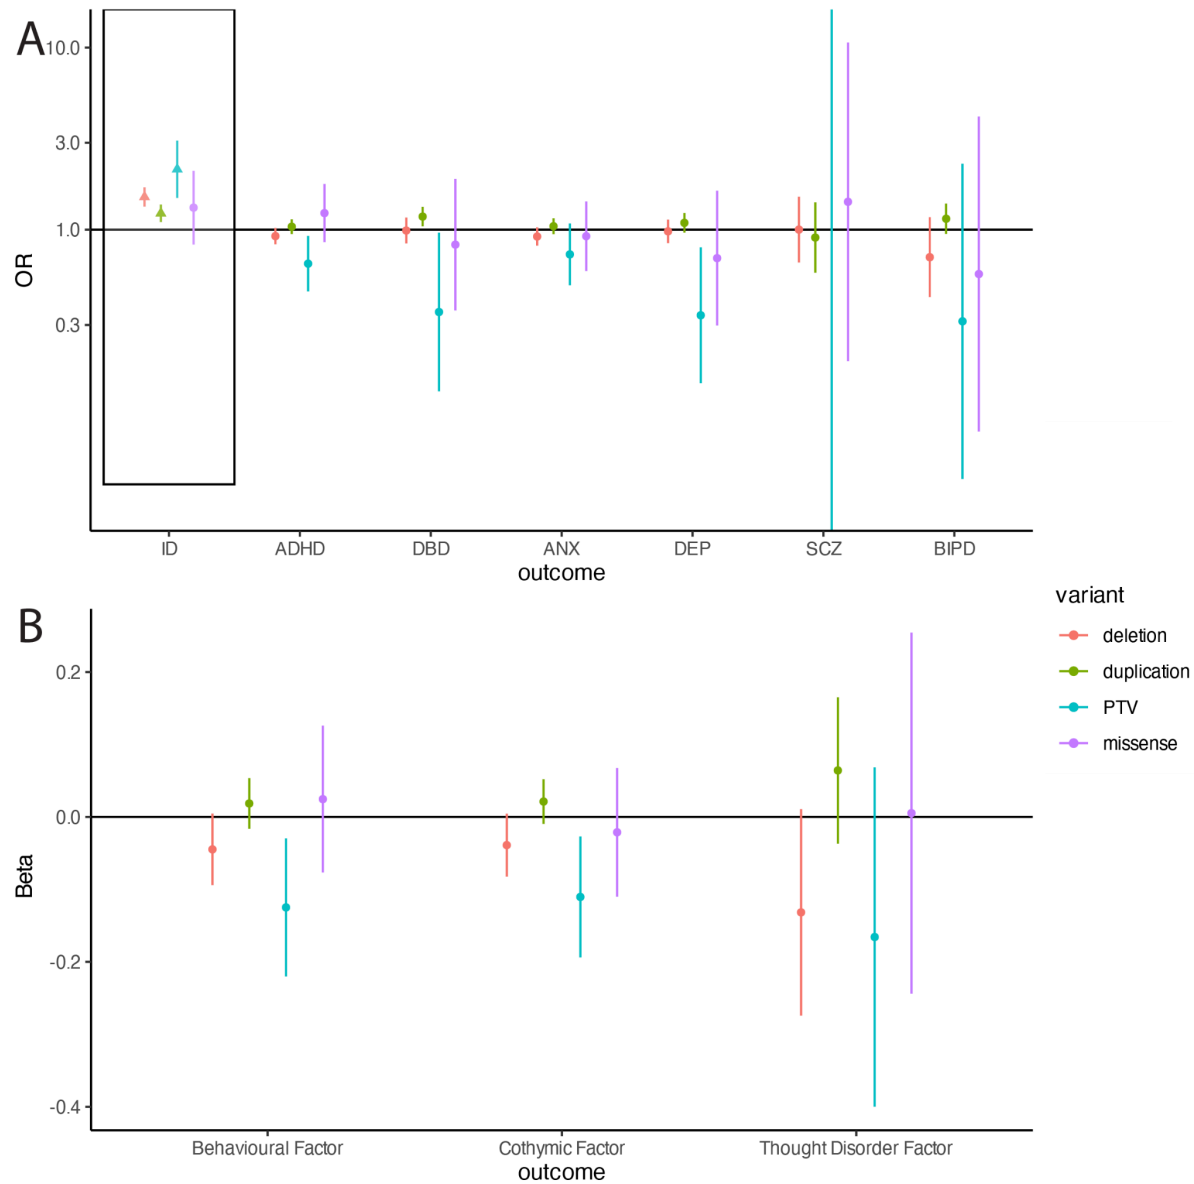 A
10.0
3.0
1.0
0.3
OR
ID ADHD DBD ANX DEP SCZ BIPD
outcome
B
0.2
0.0
-0.2
-0.4
Beta
Behavioural Factor Cothymic Factor Thought Disorder Factor
outcome
variant
deletion
duplication
PTV
missense